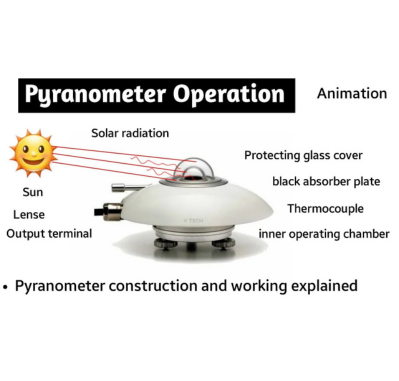 Pyranometer Operation
Animation
Solar radiation
Protecting glass cover
Sun
black absorber plate
Lense
Thermocouple
Output terminal
inner operating chamber
• Pyranometer construction and working explained